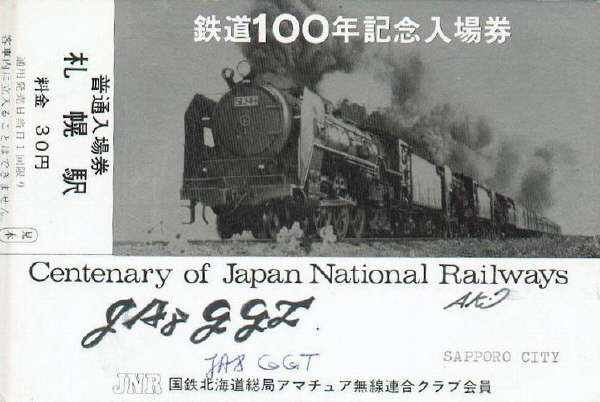 鉄道100年記念入場券
普通入場券
札幌駅
料金 30円
通用発売日当日1回限り
客車内に立入ることはできません。
見本
Centenary of Japan National Railways
JA8GGT
AKI
JA8GGT
SAPPORO CITY
JNR 国鉄北海道総局アマチュア無線連合クラブ会員